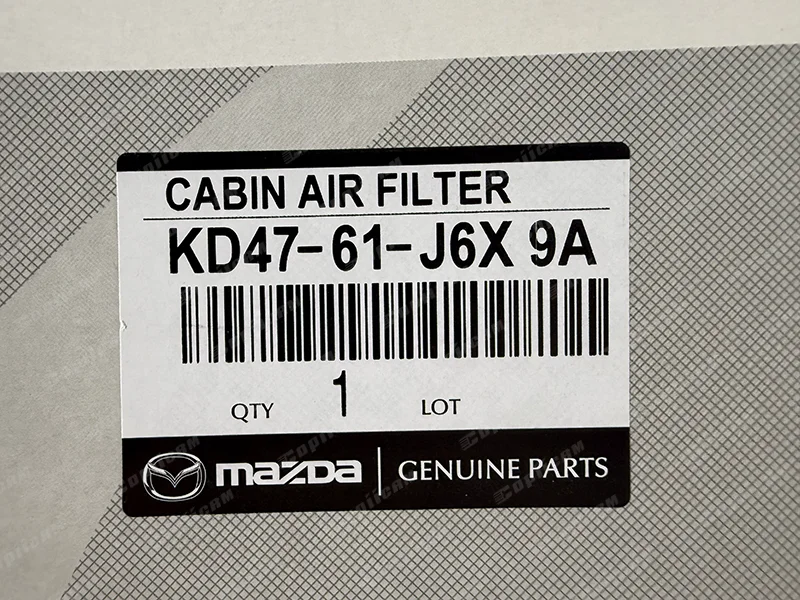 CABIN AIR FILTER
KD47-61-J6X 9A
QTY 1 LOT
mazda | GENUINE PARTS